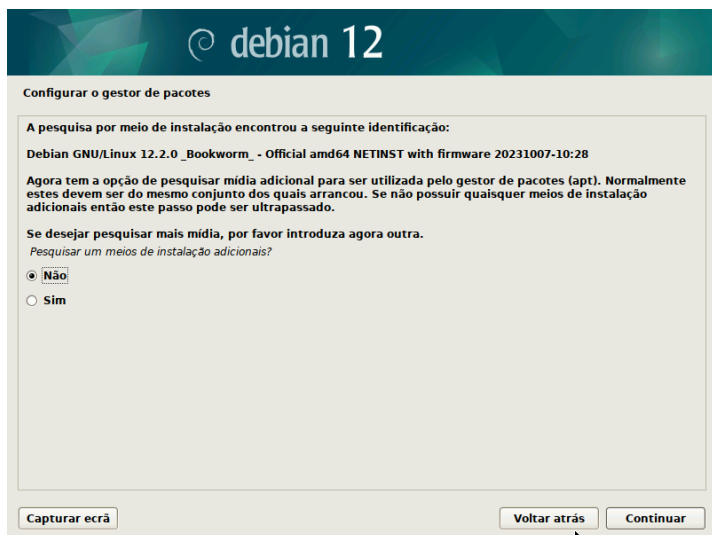 debian 12
Configurar o gestor de pacotes
A pesquisa por meio de instalação encontrou a seguinte identificação:
Debian GNU/Linux 12.2.0 _Bookworm_ - Official amd64 NETINST with firmware 20231007-10:28
Agora tem a opção de pesquisar mídia adicional para ser utilizada pelo gestor de pacotes (apt). Normalmente
estes devem ser do mesmo conjunto dos quais arrancou. Se não possuir quaisquer meios de instalação
adicionais então este passo pode ser ultrapassado.
Se desejar pesquisar mais mídia, por favor introduza agora outra.
Pesquisar um meios de instalação adicionais?
Não
Sim
Capturar ecrã
Voltar atrás
Continuar